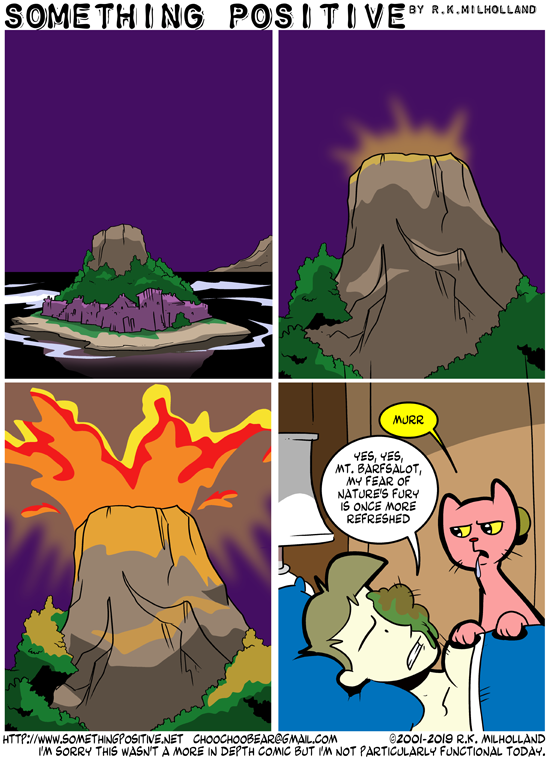 SOMETHING POSITIVE BY R.K.MILHOLLAND
MURR
YES, YES,
MT. BARFSALOT,
MY FEAR OF
NATURE'S FURY
IS ONCE MORE
REFRESHED
HTTP://WWW.SOMETHINGPOSITIVE.NET CHOOCHOOBEAR@GMAIL.COM ©2001-2019 R.K. MILHOLLAND
I'M SORRY THIS WASN'T A MORE IN DEPTH COMIC BUT I'M NOT PARTICULARLY FUNCTIONAL TODAY.